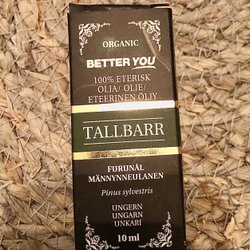 ORGANIC
BETTER YOU
100% ETERISK
OLJA/ OLJE/
ETEERINEN ÖLJY
TALLBARR
FURUNÅL
MÄNNYNNEULANEN
Pinus sylvestris
UNGERN
UNGARN
UNKARI
10 ml